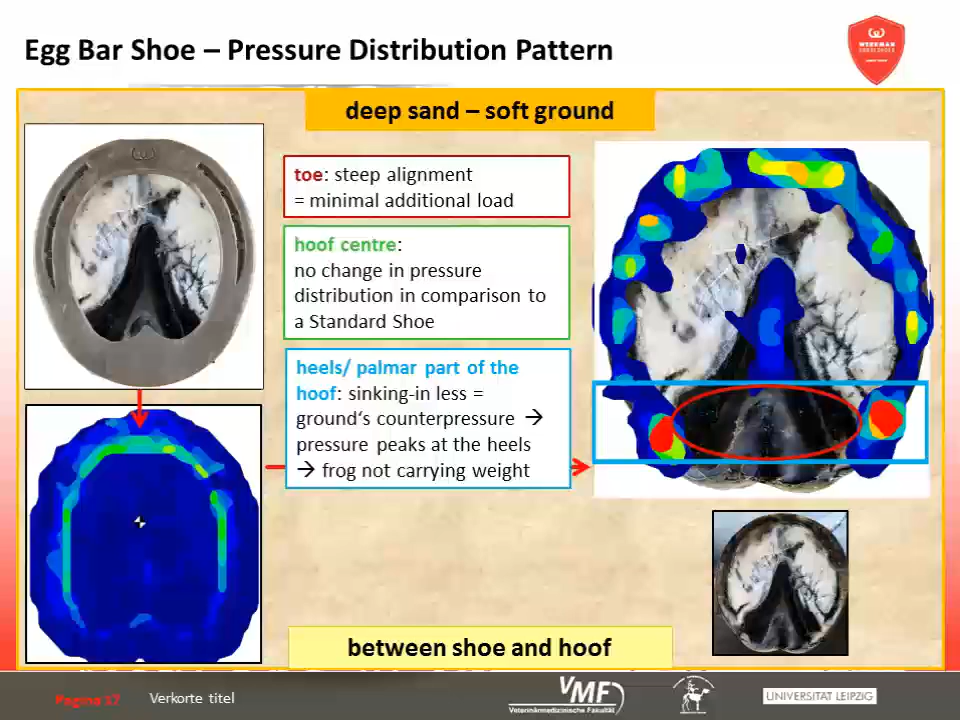 Egg Bar Shoe – Pressure Distribution Pattern
deep sand – soft ground
toe: steep alignment
= minimal additional load
hoof centre:
no change in pressure
distribution in comparison to
a Standard Shoe
heels/ palmar part of the
hoof: sinking-in less =
ground‘s counterpressure →
pressure peaks at the heels
→ frog not carrying weight
between shoe and hoof
Pagina 17
Verkorte titel
VMF
Veterinärmedizinische Fakultät
UNIVERSITÄT LEIPZIG